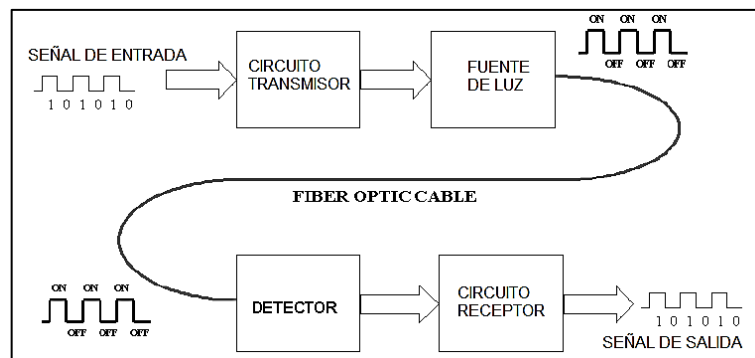 ON ON ON
OFF OFF OFF
SEÑAL DE ENTRADA
1 0 1 0 1 0
CIRCUITO
TRANSMISOR
FUENTE
DE LUZ
FIBER OPTIC CABLE
ON ON ON
OFF OFF OFF
DETECTOR
CIRCUITO
RECEPTOR
1 0 1 0 1 0
SEÑAL DE SALIDA